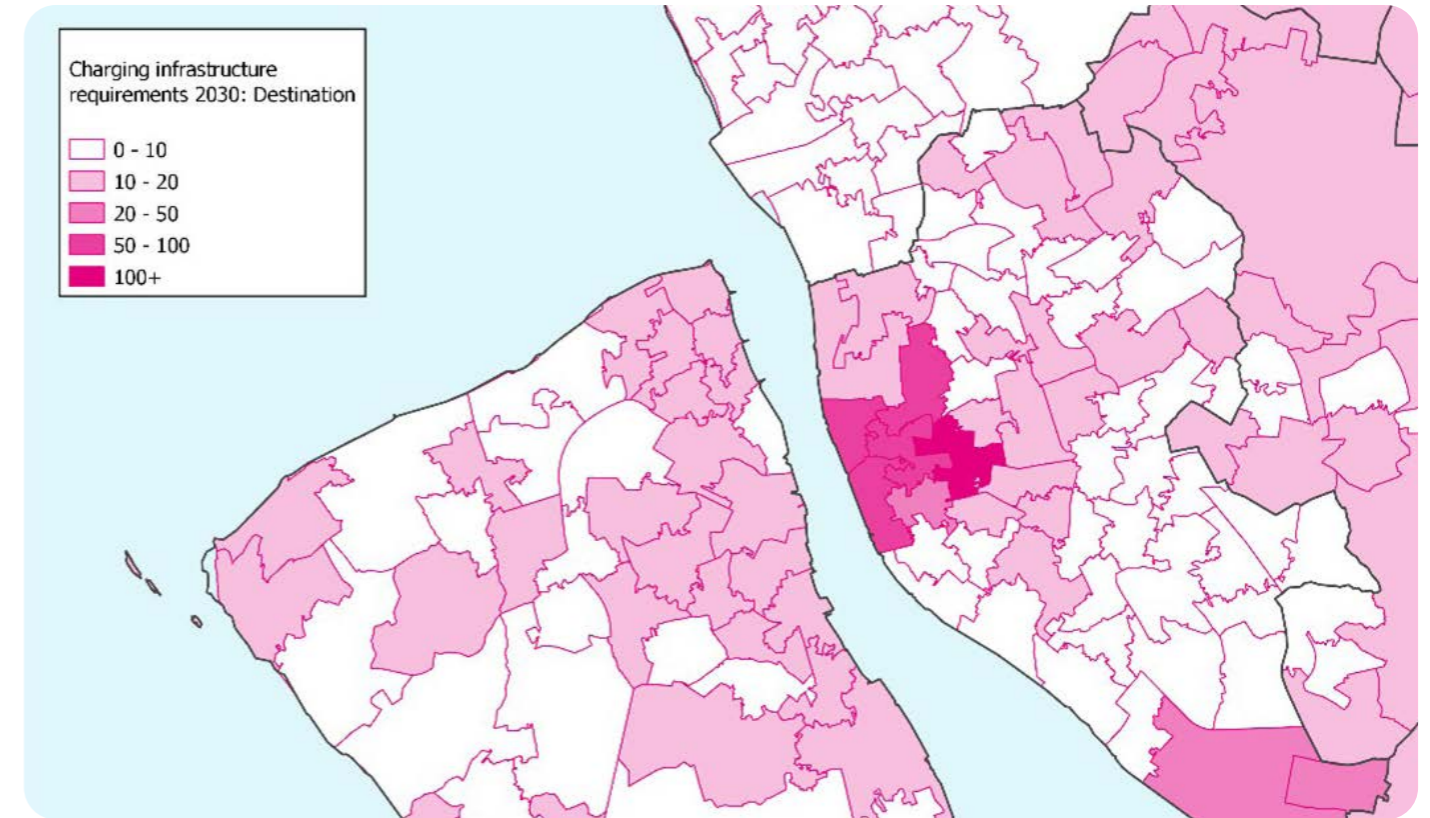 Charging infrastructure
requirements 2030: Destination
0 - 10
10 - 20
20 - 50
50 - 100
100+